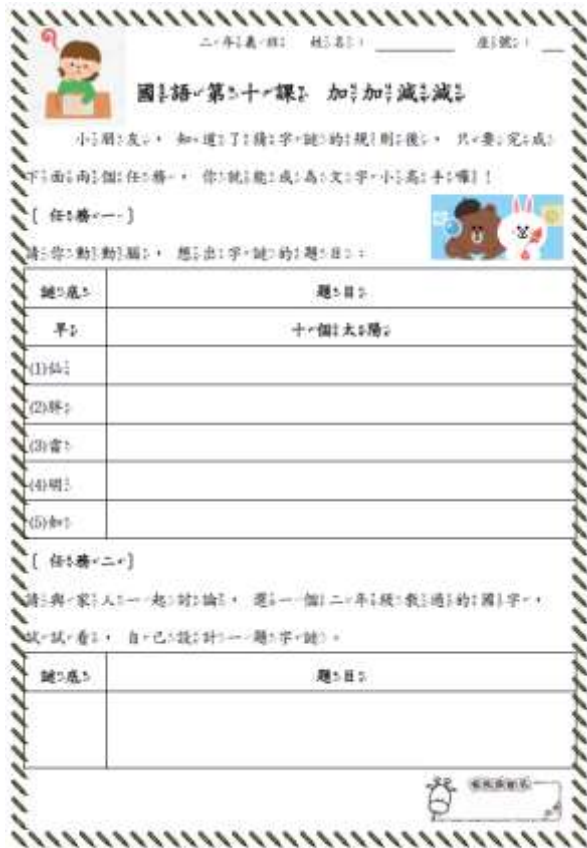 二年義班 姓名： 座號：
國語 第十課 加加減減
小朋友，知道了猜字謎的規則後，只要完成
下面兩個任務，你就能成為文字小高手囉！
[ 任務一 ]
請你動動腦，想出字謎的題目：
謎底 題目
早 十個太陽
(1)仙
(2)胖
(3)雷
(4)明
(5)加
[ 任務二 ]
請與家人一起討論，選一個二年級教過的國字，
試試看，自己設計一題字謎。
謎底 題目